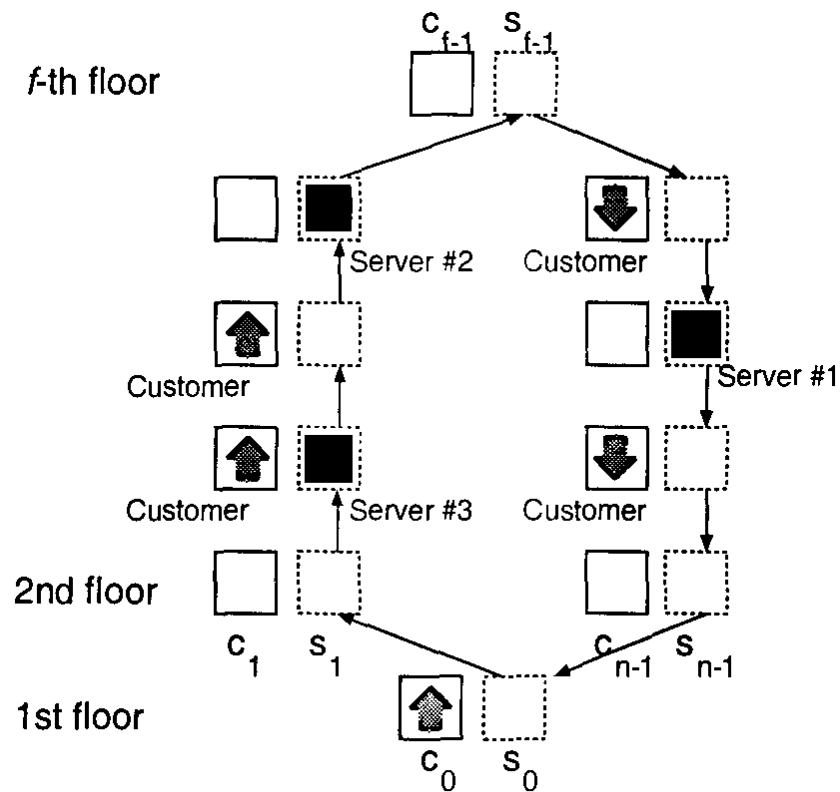 c_{f-1} s_{f-1}
f-th floor
Server #2 Customer
Server #1
Customer
Customer Server #3 Customer
2nd floor
c_1 s_1 c_{n-1} s_{n-1}
1st floor
c_0 s_0